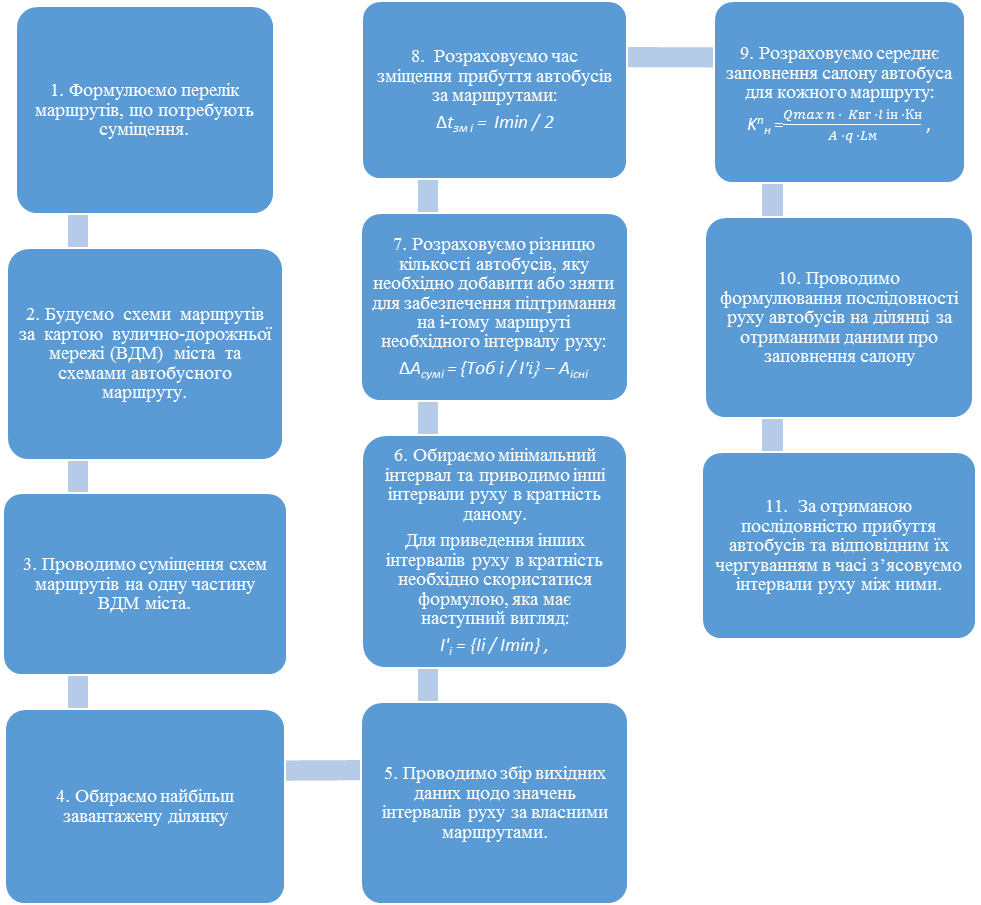 1. Формулюємо перелік
маршрутів, що потребують
суміщення.
2. Будуємо схеми маршрутів
за картою вулично-дорожньої
мережі (ВДМ) міста та
схемами автобусного
маршруту.
3. Проводимо суміщення схем
маршрутів на одну частину
ВДМ міста.
4. Обираємо найбільш
завантажену ділянку
5. Проводимо збір вихідних
даних щодо значень
інтервалів руху за власними
маршрутами.
6. Обираємо мінімальний
інтервал та приводимо інші
інтервали руху в кратність
даному.
Для приведення інших
інтервалів руху в кратність
необхідно скористатися
формулою, яка має
наступний вигляд:
I'i = {Ii / Imin} ,
7. Розраховуємо різницю
кількості автобусів, яку
необхідно добавити або зняти
для забезпечення підтримання
на і-тому маршруті
необхідного інтервалу руху:
ΔAсумі = {Тоб і / І'і} – Аісні
8. Розраховуємо час
зміщення прибуття автобусів
за маршрутами:
Δtзм і = Imin / 2
9. Розраховуємо середнє
заповнення салону автобуса
для кожного маршруту:
Kⁿн = Qmax n · Kвг · l ін · Кн / A · q · Lм ,
10. Проводимо
формулювання послідовності
руху автобусів на ділянці за
отриманими даними про
заповнення салону
11. За отриманою
послідовністю прибуття
автобусів та відповідним їх
чергуванням в часі з’ясовуємо
інтервали руху між ними.